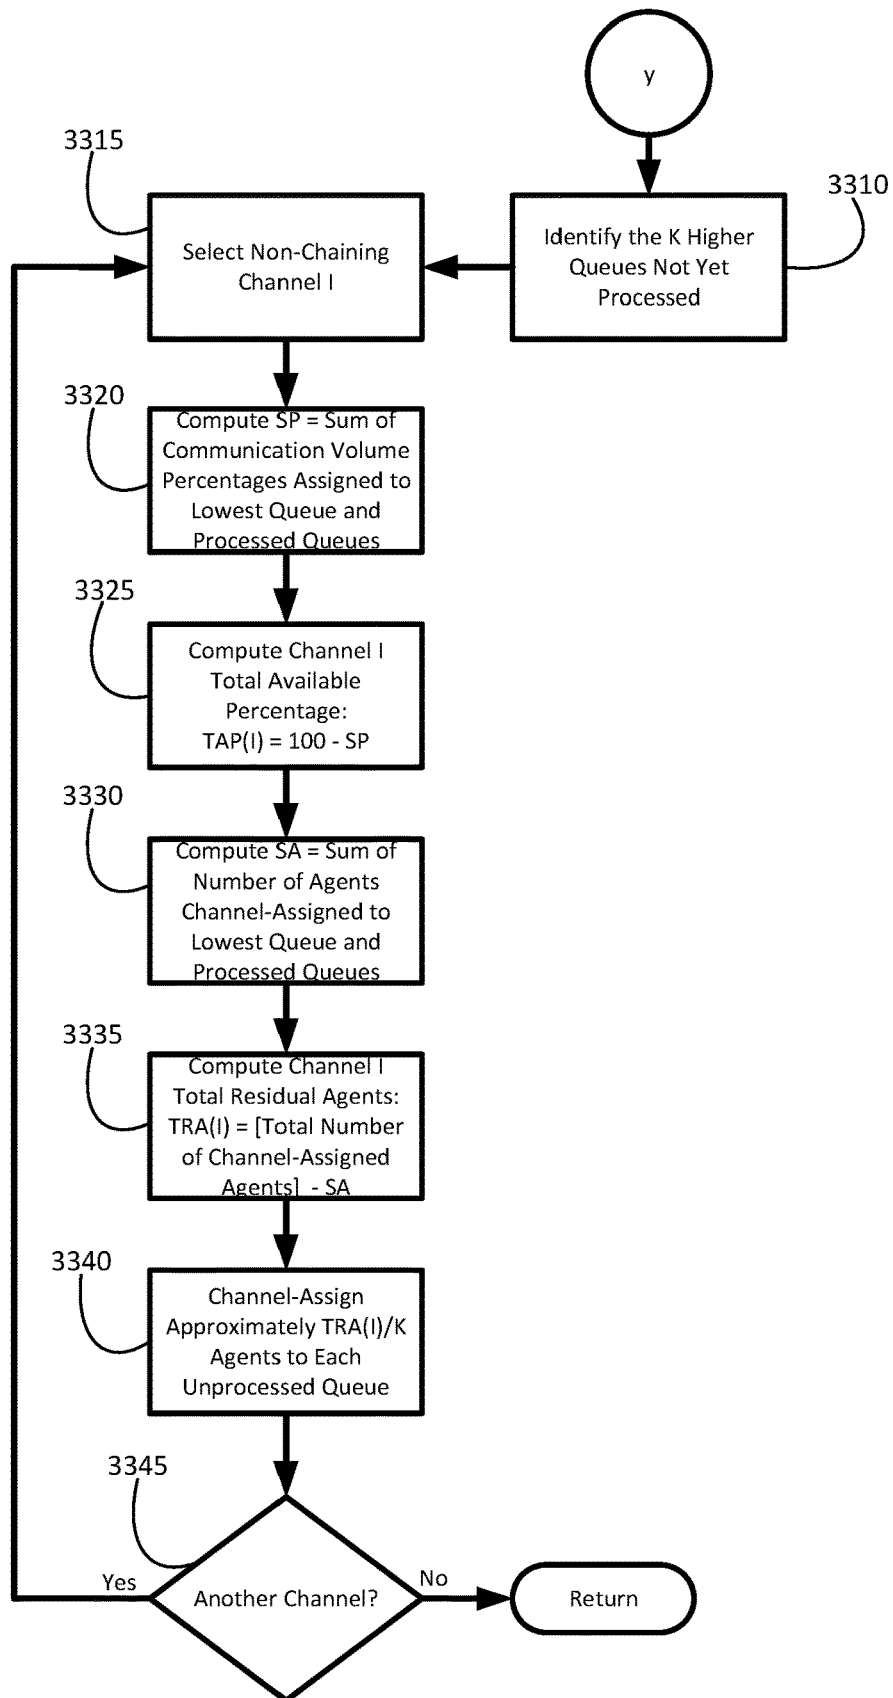 y
3310
Identify the K Higher
Queues Not Yet
Processed
3315
Select Non-Chaining
Channel I
3320
Compute SP = Sum of
Communication Volume
Percentages Assigned to
Lowest Queue and
Processed Queues
3325
Compute Channel I
Total Available
Percentage:
TAP(I) = 100 - SP
3330
Compute SA = Sum of
Number of Agents
Channel-Assigned to
Lowest Queue and
Processed Queues
3335
Compute Channel I
Total Residual Agents:
TRA(I) = [Total Number
of Channel-Assigned
Agents] - SA
3340
Channel-Assign
Approximately TRA(I)/K
Agents to Each
Unprocessed Queue
3345
Another Channel?
Yes
No
Return